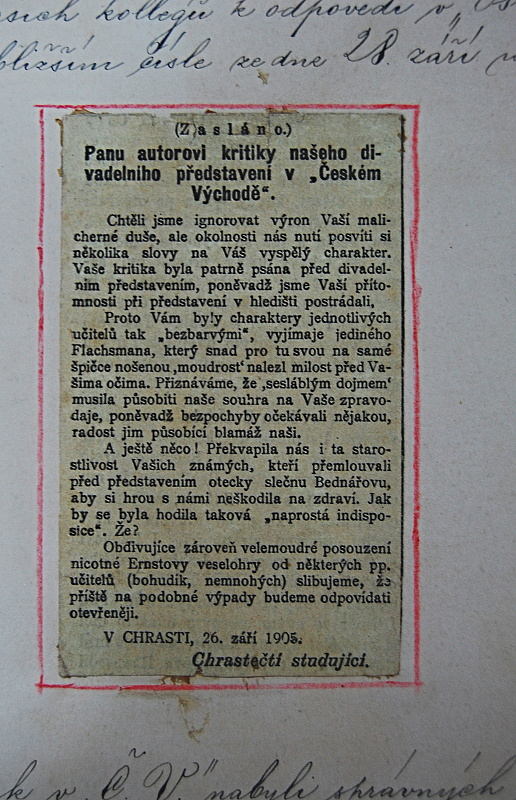 kollegů k odpovědi v
bližším čísle ze dne 28. září
(Zasláno.)
Panu autorovi kritiky našeho di-
vadelního představení v „Českém
Východě“.
Chtěli jsme ignorovat výron Vaší mali-
cherné duše, ale okolnosti nás nutí posvíti si
několika slovy na Váš vyspělý charakter.
Vaše kritika byla patrně psána před divadel-
ním představením, poněvadž jsme Vaší příto-
mnosti při představení v hledišti postrádali,
Proto Vám byly charaktery jednotlivých
učitelů tak „bezbarvými“, vyjímaje jediného
Flachsmana, který snad pro tu svou na samé
špičce nošenou ‚moudrost‘ nalezl milost před Va-
šima očima. Přiznáváme, že ‚sesláblým dojmem‘
musila působiti naše souhra na Vaše zpravo-
daje, poněvadž bezpochyby očekávali nějakou,
radost jim působící blamáž naši.
A ještě něco! Překvapila nás i ta staro-
stlivost Vašich známých, kteří přemlouvali
před představením otecky slečnu Bednářovu,
aby si hrou s námi neškodila na zdraví. Jak
by se byla hodila taková „naprostá indispo-
sice“. Že?
Obdivujíce zároveň velemoudré posouzení
nicotné Ernstovy veselohry od některých pp.
učitelů (bohudík, nemnohých) slibujeme, že
příště na podobné výpady budeme odpovídati
otevřeněji.
V CHRASTI, 26. září 1905.
Chrastečtí studující.
k v „Č. V.“ nabyli správných